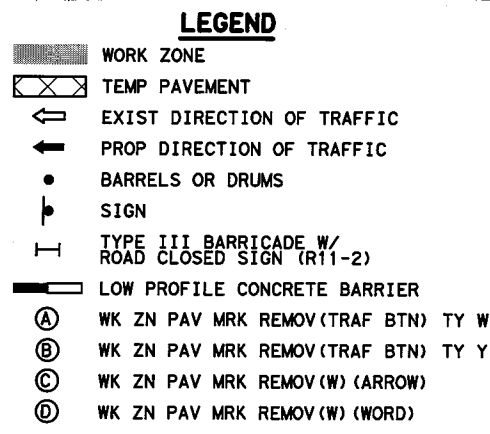 LEGEND
WORK ZONE
TEMP PAVEMENT
EXIST DIRECTION OF TRAFFIC
PROP DIRECTION OF TRAFFIC
BARRELS OR DRUMS
SIGN
TYPE III BARRICADE W/
ROAD CLOSED SIGN (R11-2)
LOW PROFILE CONCRETE BARRIER
A WK ZN PAV MRK REMOV(TRAF BTN) TY W
B WK ZN PAV MRK REMOV(TRAF BTN) TY Y
C WK ZN PAV MRK REMOV(W)(ARROW)
D WK ZN PAV MRK REMOV(W)(WORD)